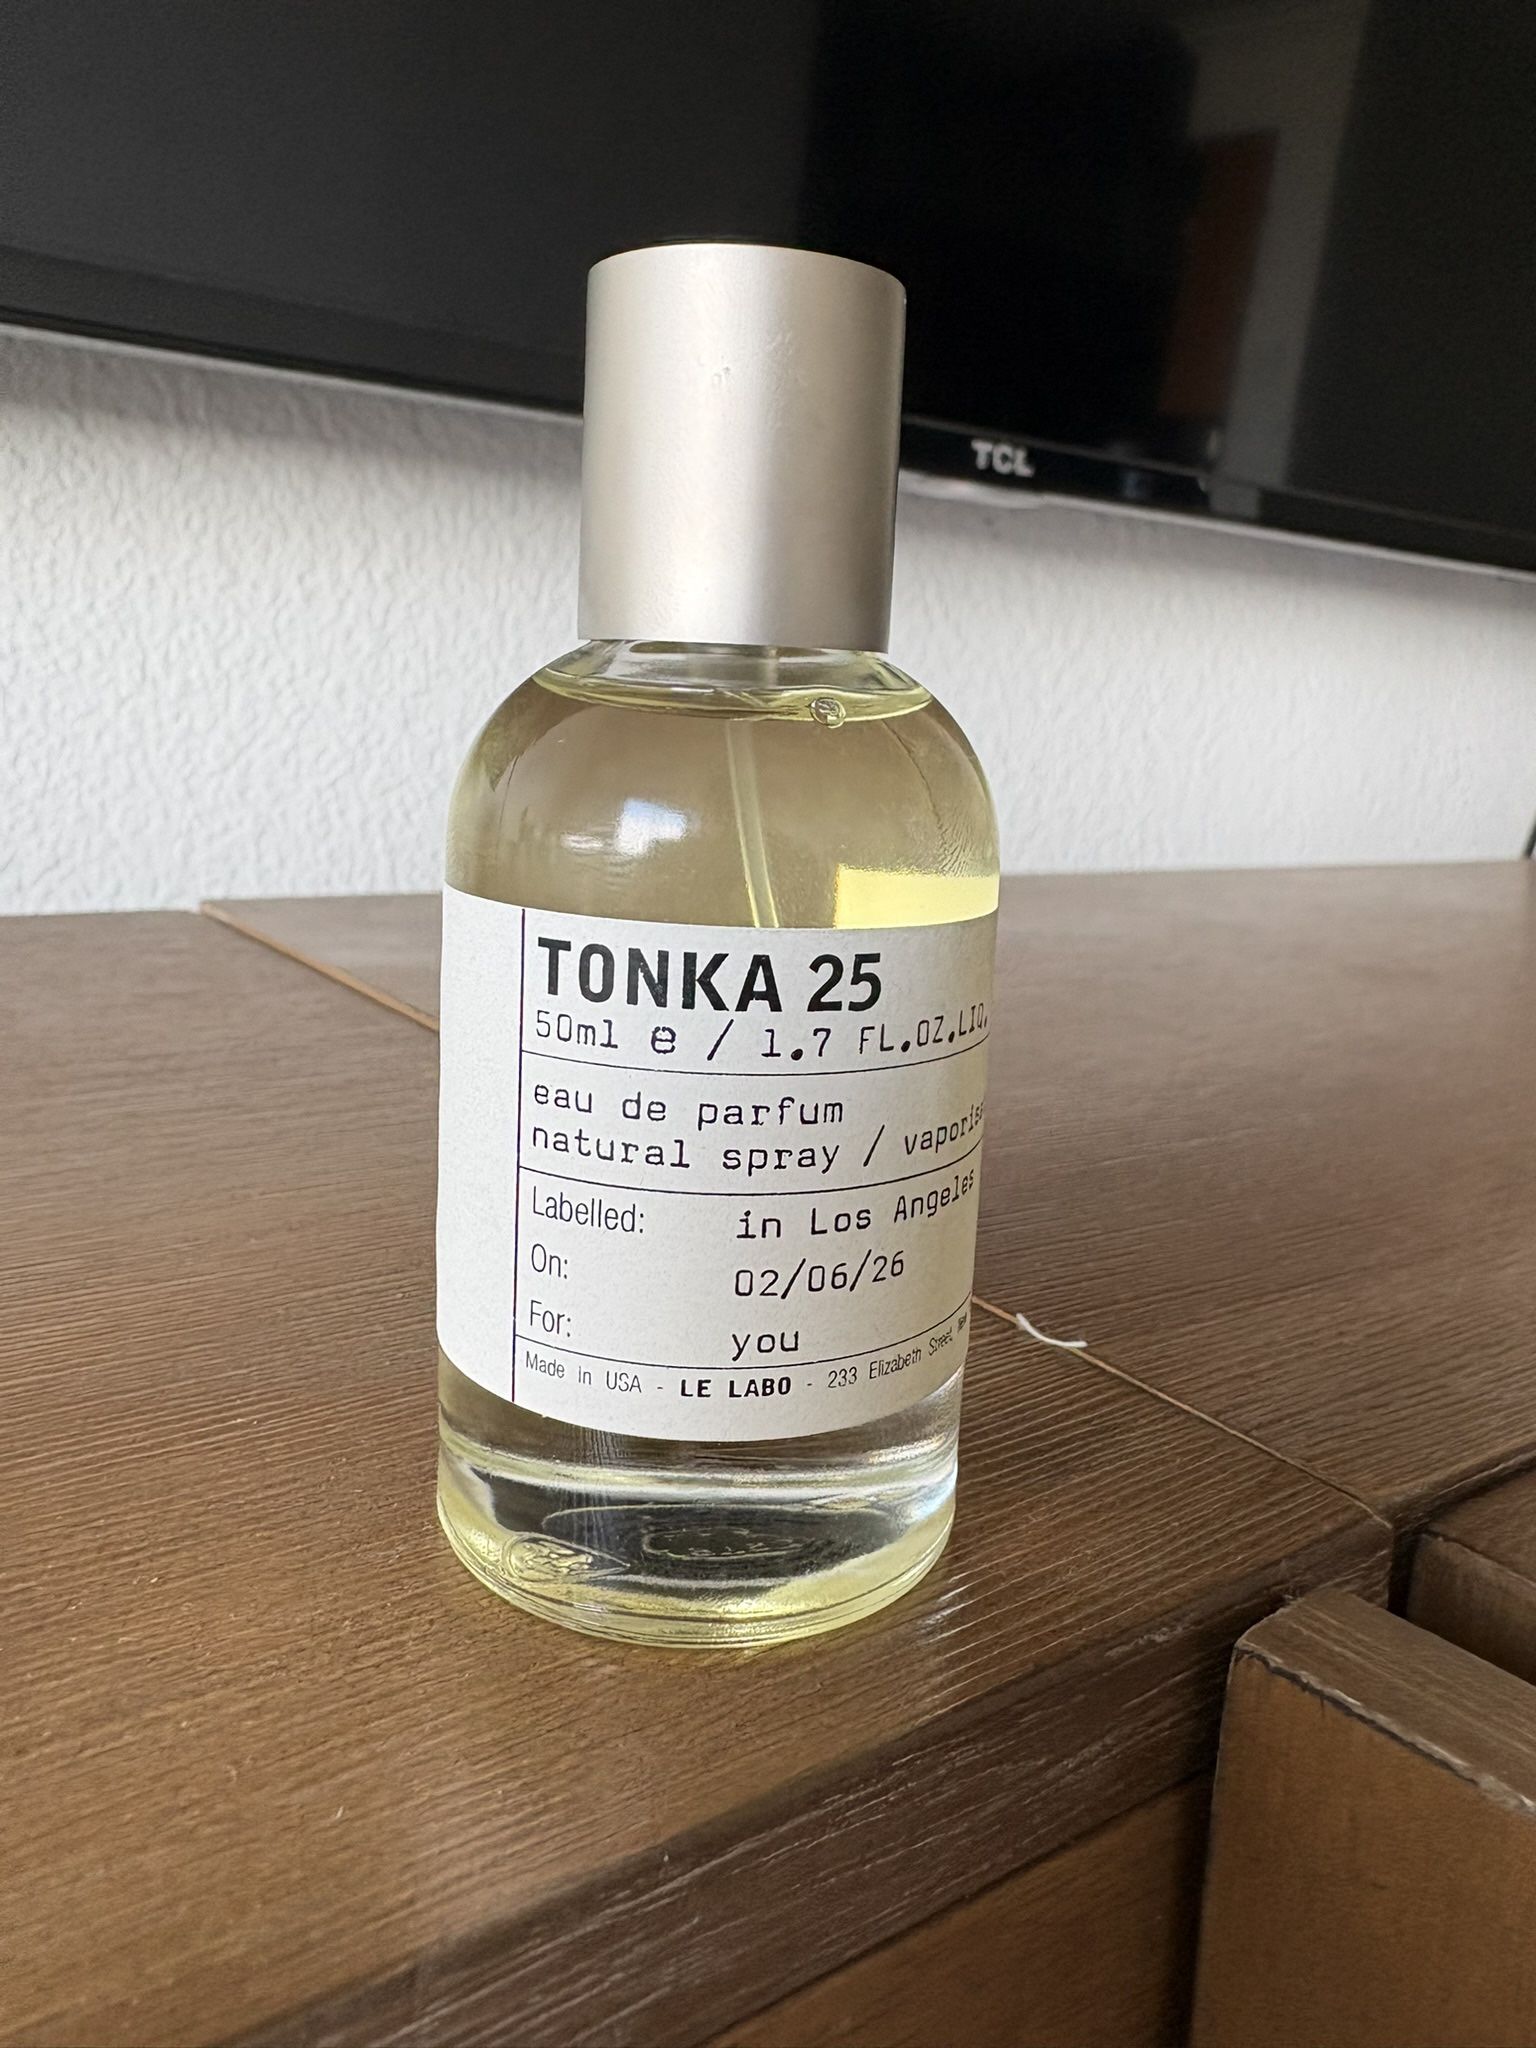 TCL
TONKA 25
50ml e / 1.7 FL.OZ.LIQ.
eau de parfum
natural spray /
Labelled: in Los Angeles
On: 02/06/26
For: you
Made in USA - LE LABO - 233 Elizabeth Street,